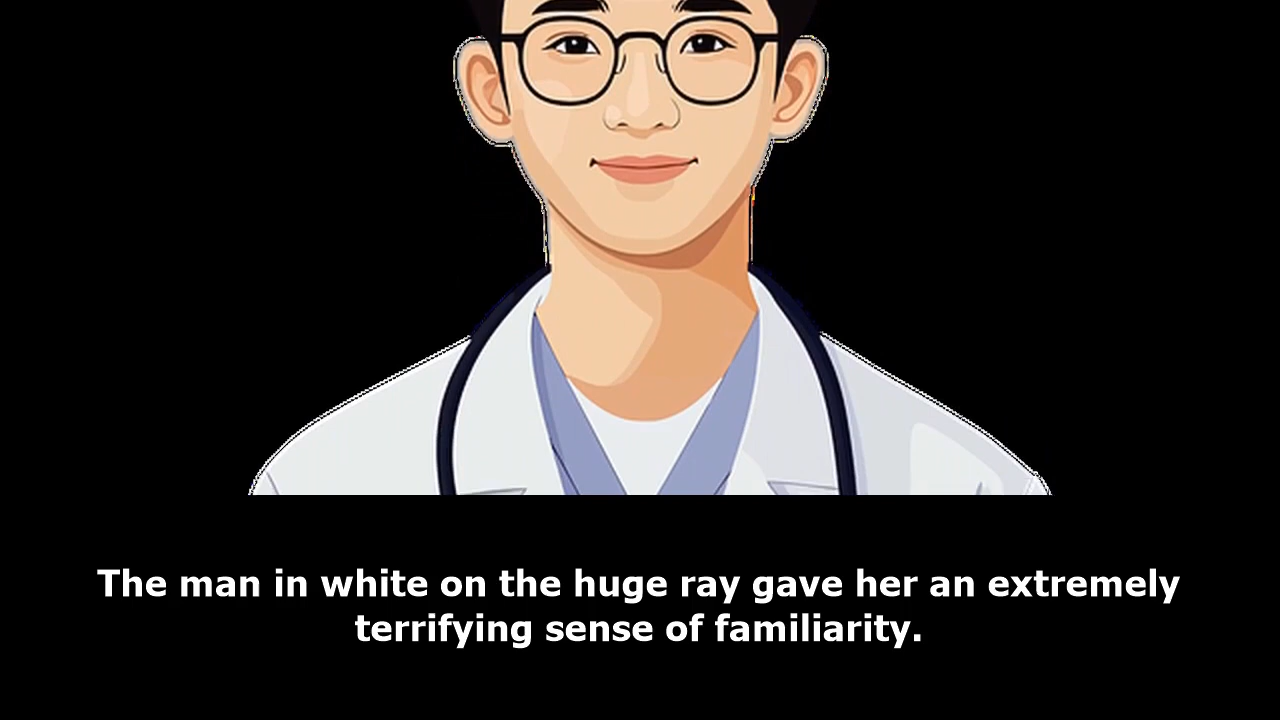 The man in white on the huge ray gave her an extremely
terrifying sense of familiarity.